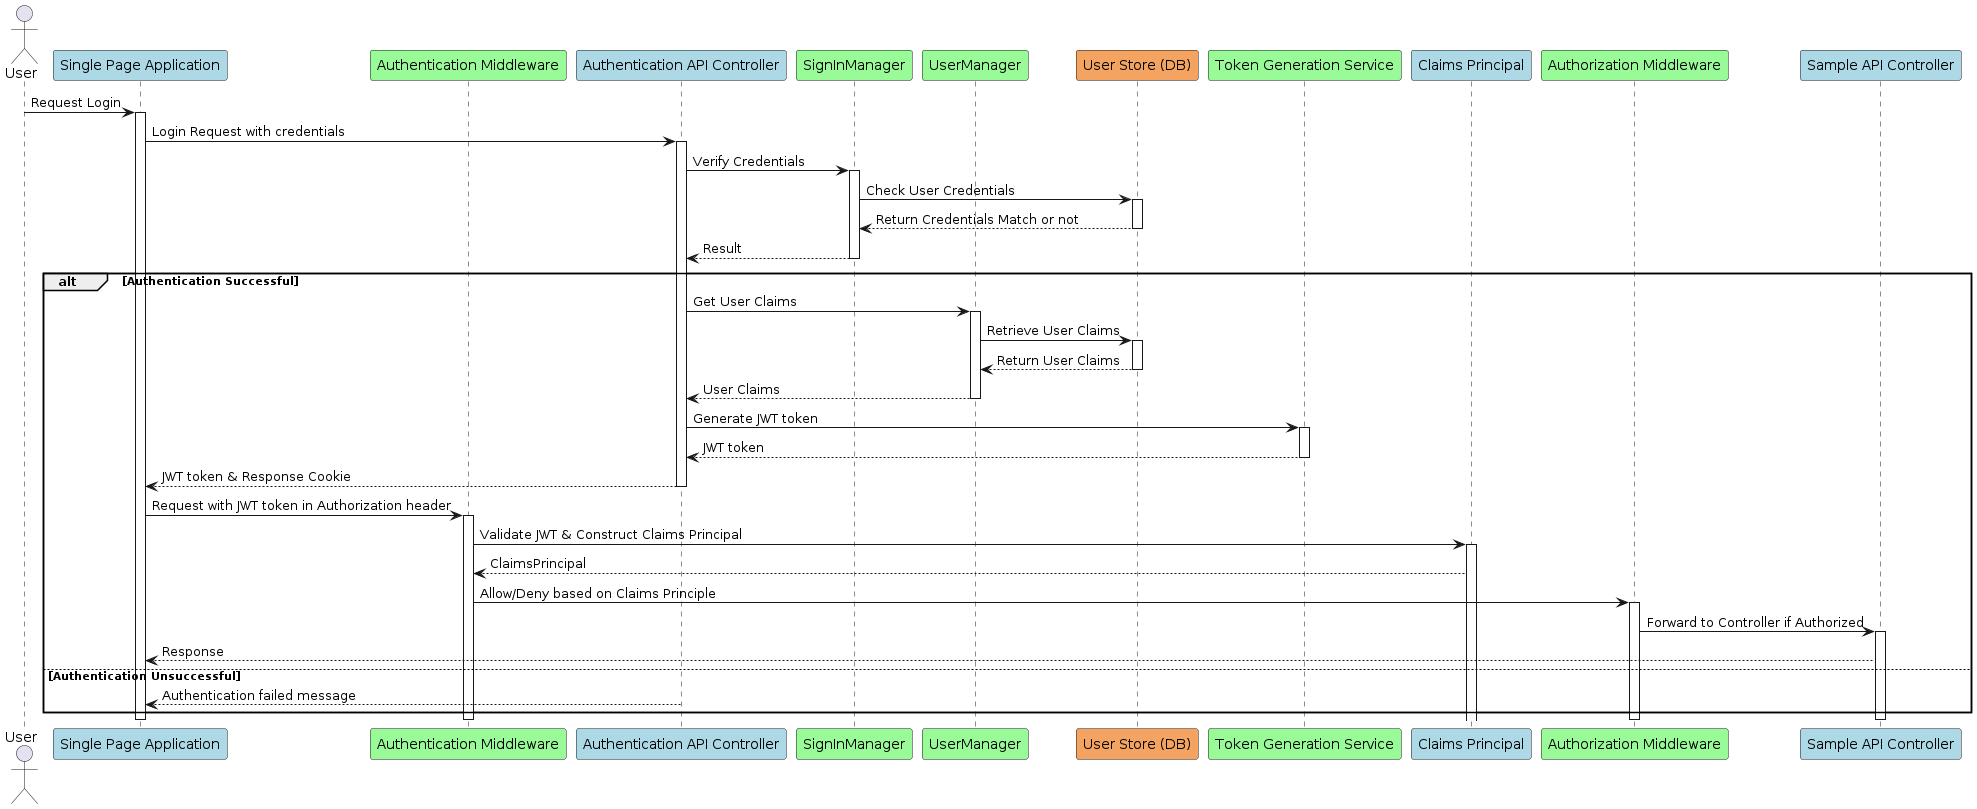 User
Single Page Application
Authentication Middleware
Authentication API Controller
SignInManager
UserManager
User Store (DB)
Token Generation Service
Claims Principal
Authorization Middleware
Sample API Controller
Request Login
Login Request with credentials
Verify Credentials
Check User Credentials
Return Credentials Match or not
Result
alt
[Authentication Successful]
Get User Claims
Retrieve User Claims
Return User Claims
User Claims
Generate JWT token
JWT token
JWT token & Response Cookie
Request with JWT token in Authorization header
Validate JWT & Construct Claims Principal
ClaimsPrincipal
Allow/Deny based on Claims Principle
Forward to Controller if Authorized
Response
[Authentication Unsuccessful]
Authentication failed message
User
Single Page Application
Authentication Middleware
Authentication API Controller
SignInManager
UserManager
User Store (DB)
Token Generation Service
Claims Principal
Authorization Middleware
Sample API Controller